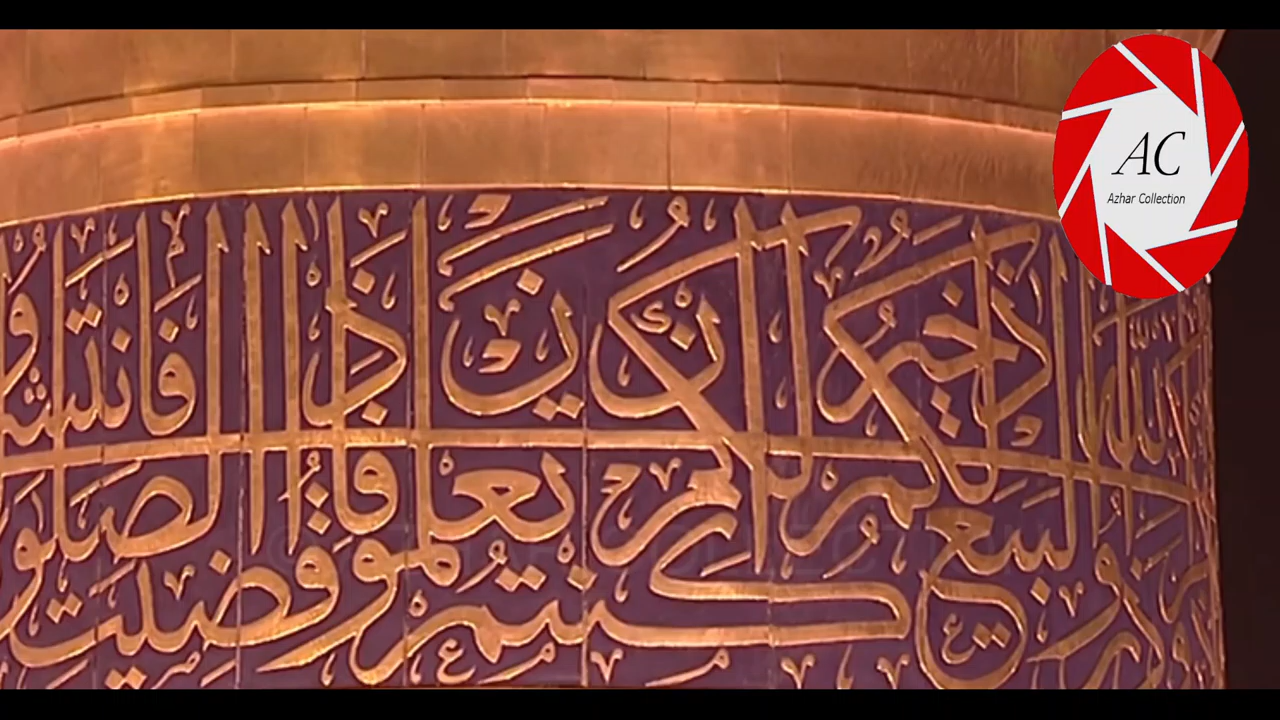 الله وذروا البيع ذلكم خير لكم إن كنتم تعلمون فإذا قضيت الصلوة فانتشروا
AC
Azhar Collection